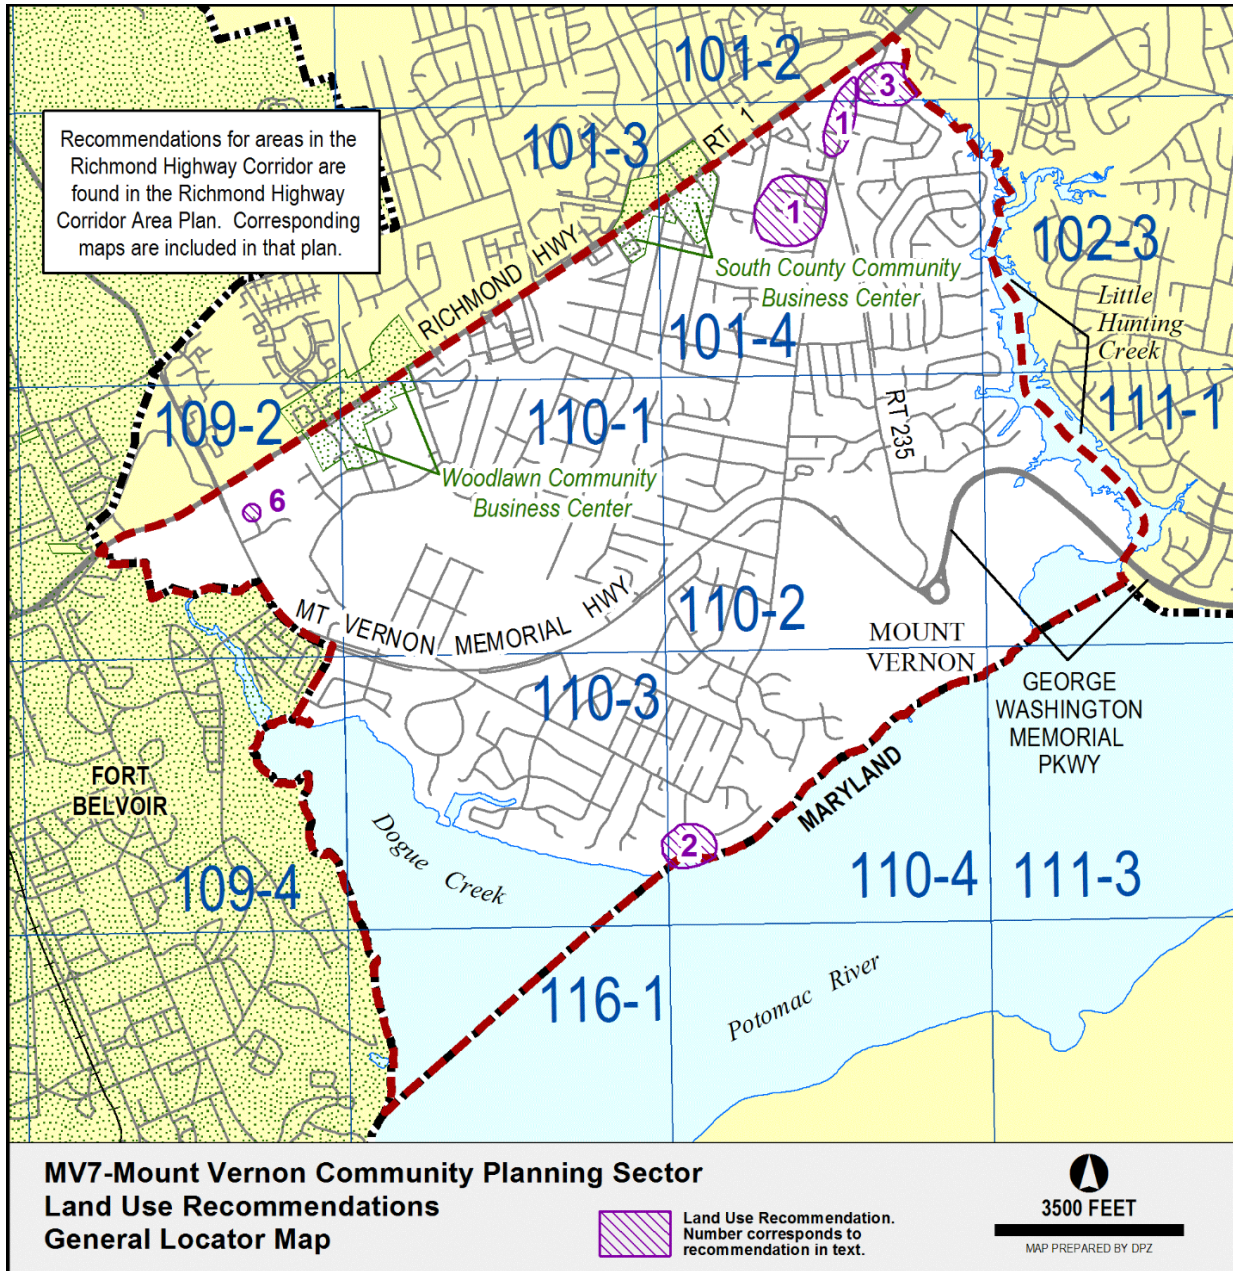 101-2
Recommendations for areas in the
Richmond Highway Corridor are
found in the Richmond Highway
Corridor Area Plan. Corresponding
maps are included in that plan.
101-3
RT 1
3
1
1
102-3
RICHMOND HWY
South County Community
Business Center
Little
Hunting
Creek
101-4
109-2
110-1
RT 235
111-1
Woodlawn Community
Business Center
6
MT VERNON MEMORIAL HWY
110-2
MOUNT
VERNON
110-3
GEORGE
WASHINGTON
MEMORIAL
PKWY
FORT
BELVOIR
MARYLAND
2
Dogue Creek
109-4
110-4
111-3
116-1
Potomac River
MV7-Mount Vernon Community Planning Sector
Land Use Recommendations
General Locator Map
Land Use Recommendation.
Number corresponds to
recommendation in text.
3500 FEET
MAP PREPARED BY DPZ